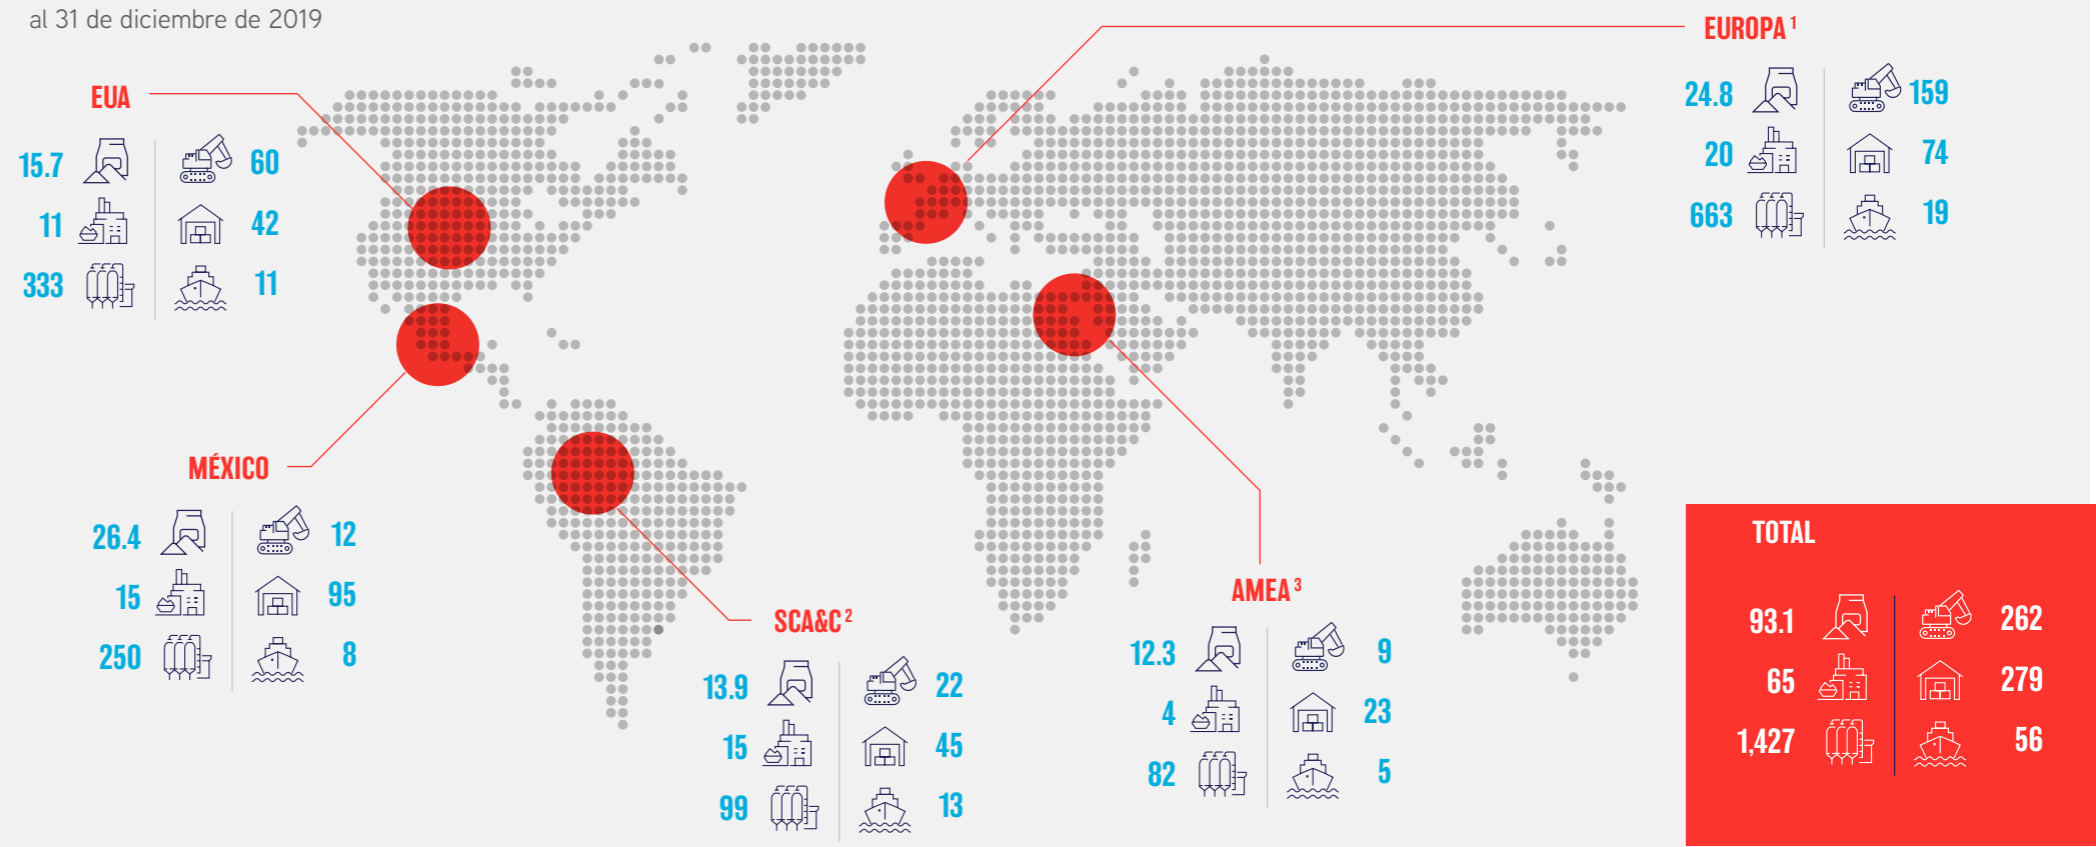 al 31 de diciembre de 2019
EUROPA 1
24.8 159
20 74
663 19
EUA
15.7 60
11 42
333 11
MÉXICO
26.4 12
15 95
250 8
SCA&C 2
13.9 22
15 45
99 13
AMEA 3
12.3 9
4 23
82 5
TOTAL
93.1 262
65 279
1,427 56